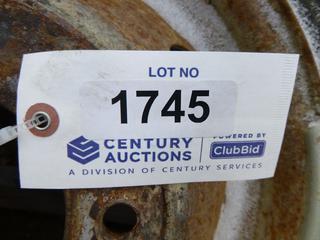 LOT NO
1745
CENTURY
AUCTIONS
POWERED BY
ClubBid
A DIVISION OF CENTURY SERVICES